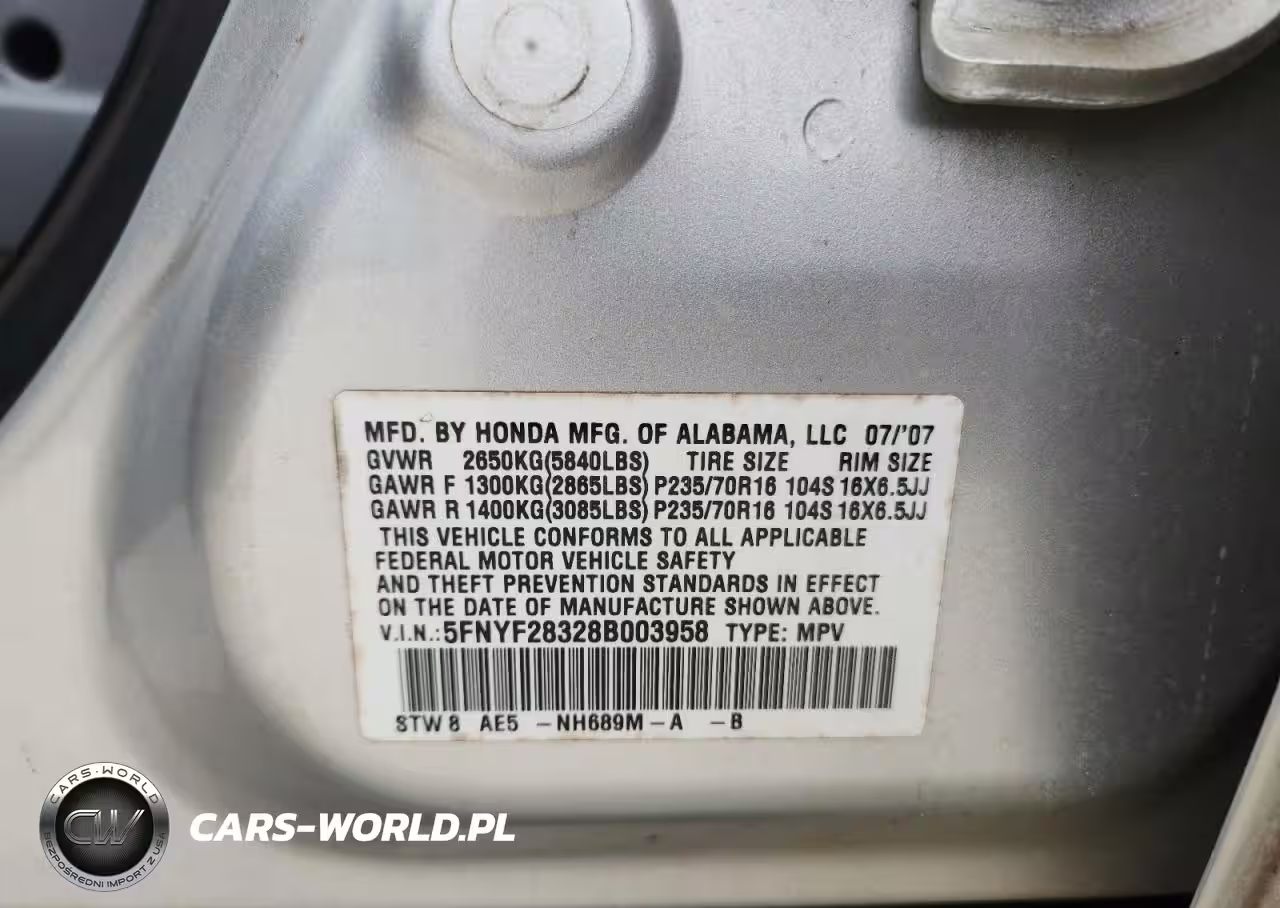 MFD. BY HONDA MFG. OF ALABAMA, LLC 07/'07
GVWR 2650KG(5840LBS) TIRE SIZE RIM SIZE
GAWR F 1300KG(2865LBS) P235/70R16 104S 16X6.5JJ
GAWR R 1400KG(3085LBS) P235/70R16 104S 16X6.5JJ
THIS VEHICLE CONFORMS TO ALL APPLICABLE
FEDERAL MOTOR VEHICLE SAFETY
AND THEFT PREVENTION STANDARDS IN EFFECT
ON THE DATE OF MANUFACTURE SHOWN ABOVE.
V.I.N.:5FNYF28328B003958 TYPE: MPV
STW 8 AE5 -NH689M-A -B
CARS-WORLD
CW
BEZPOŚREDNI IMPORT Z USA
CARS-WORLD.PL